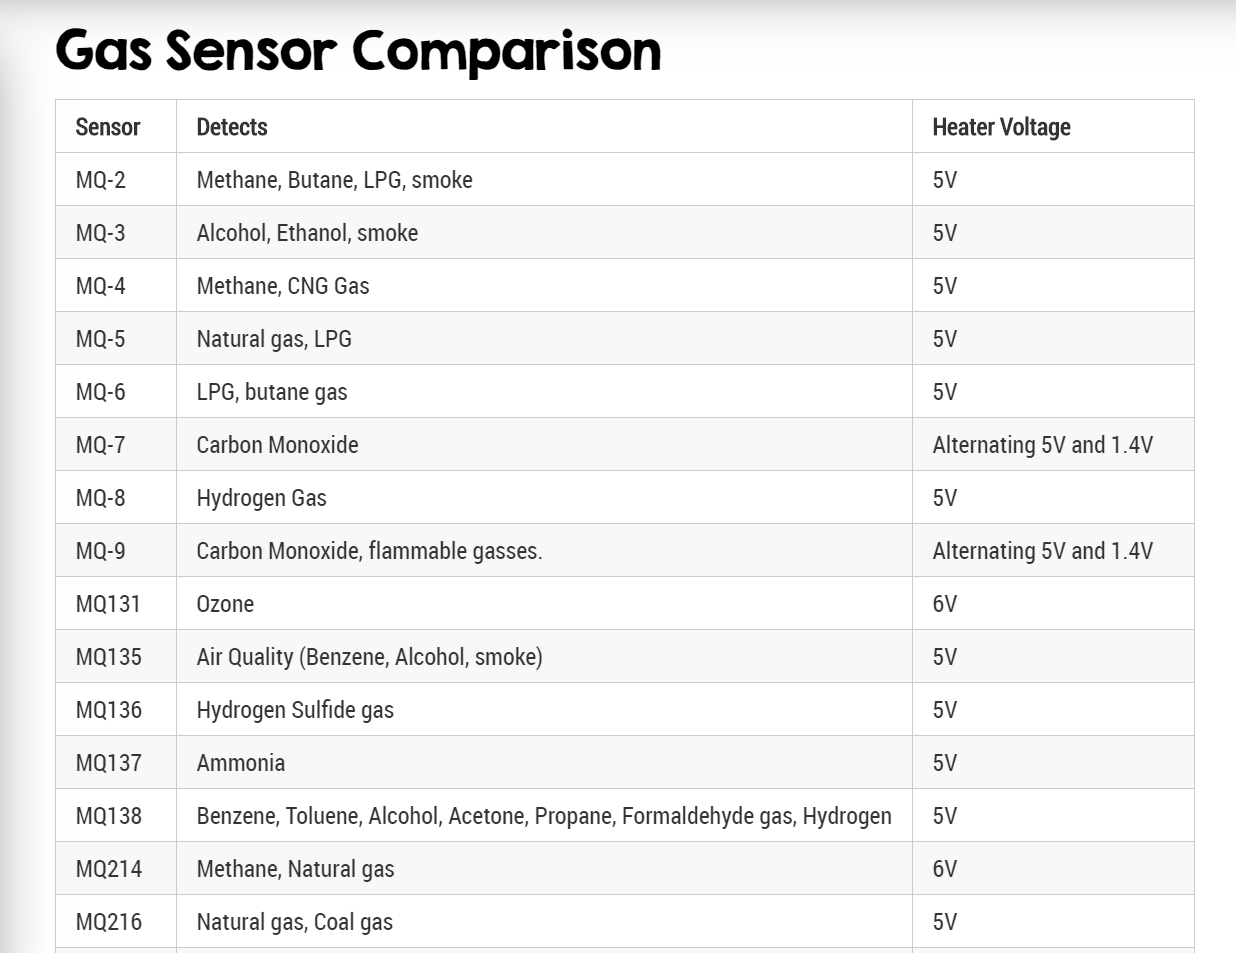 Gas Sensor Comparison
Sensor Detects Heater Voltage
MQ-2 Methane, Butane, LPG, smoke 5V
MQ-3 Alcohol, Ethanol, smoke 5V
MQ-4 Methane, CNG Gas 5V
MQ-5 Natural gas, LPG 5V
MQ-6 LPG, butane gas 5V
MQ-7 Carbon Monoxide Alternating 5V and 1.4V
MQ-8 Hydrogen Gas 5V
MQ-9 Carbon Monoxide, flammable gasses. Alternating 5V and 1.4V
MQ131 Ozone 6V
MQ135 Air Quality (Benzene, Alcohol, smoke) 5V
MQ136 Hydrogen Sulfide gas 5V
MQ137 Ammonia 5V
MQ138 Benzene, Toluene, Alcohol, Acetone, Propane, Formaldehyde gas, Hydrogen 5V
MQ214 Methane, Natural gas 6V
MQ216 Natural gas, Coal gas 5V